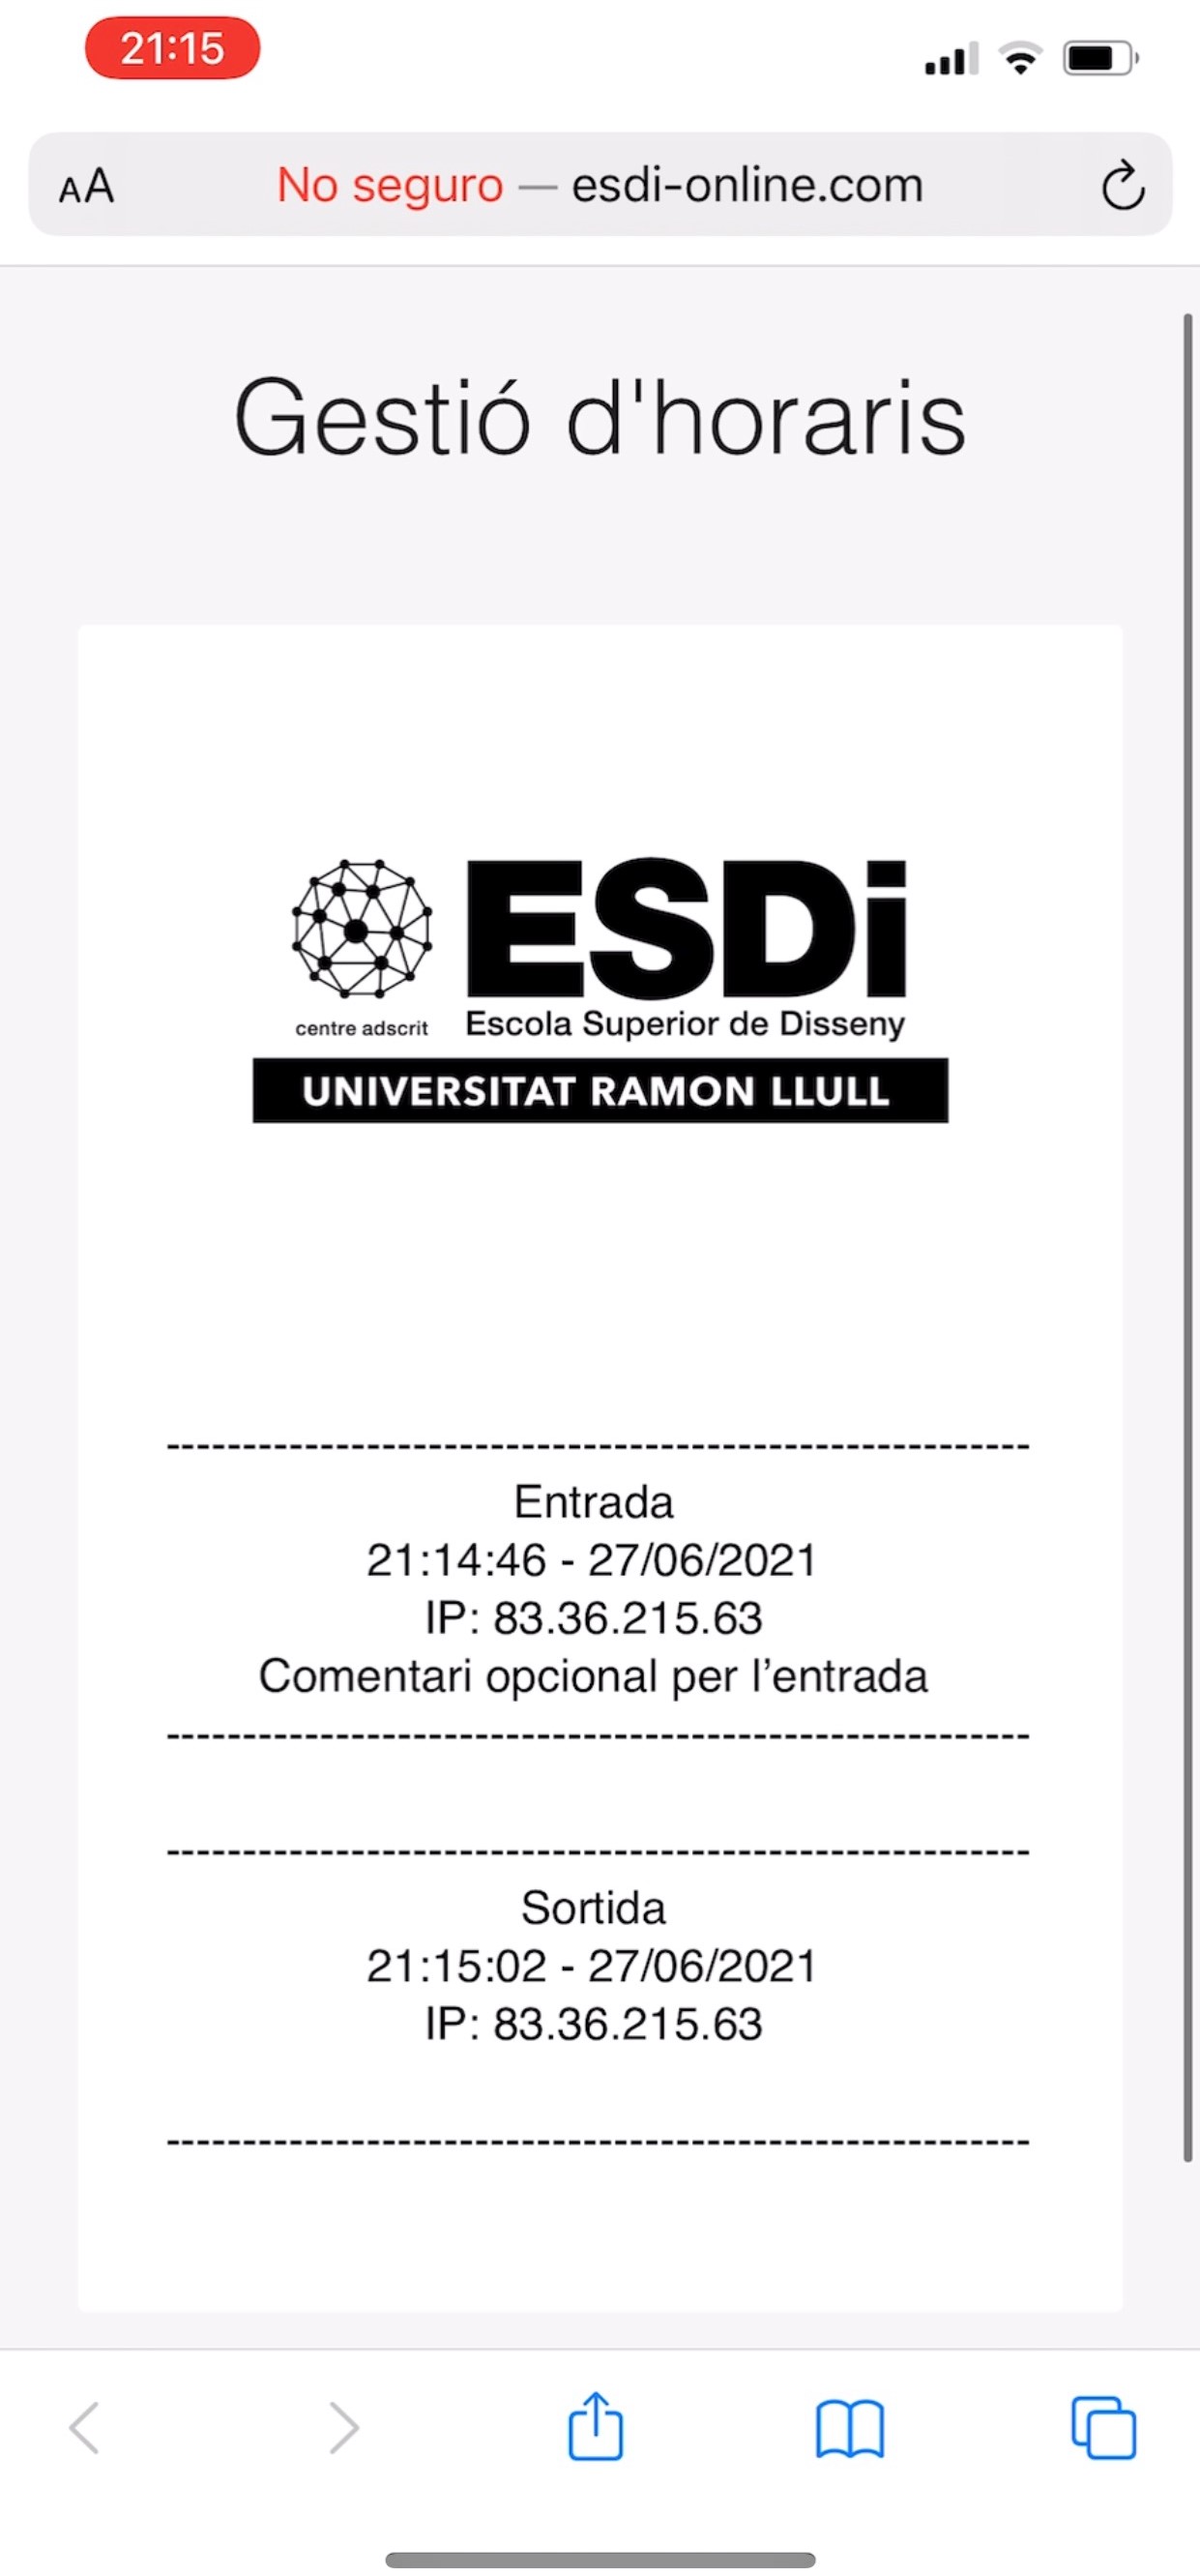 21:15
AA
No seguro — esdi-online.com
Gestió d'horaris
ESDi
centre adscrit
Escola Superior de Disseny
UNIVERSITAT RAMON LLULL
--------------------------------------------------------
Entrada
21:14:46 - 27/06/2021
IP: 83.36.215.63
Comentari opcional per l’entrada
--------------------------------------------------------
--------------------------------------------------------
Sortida
21:15:02 - 27/06/2021
IP: 83.36.215.63
--------------------------------------------------------